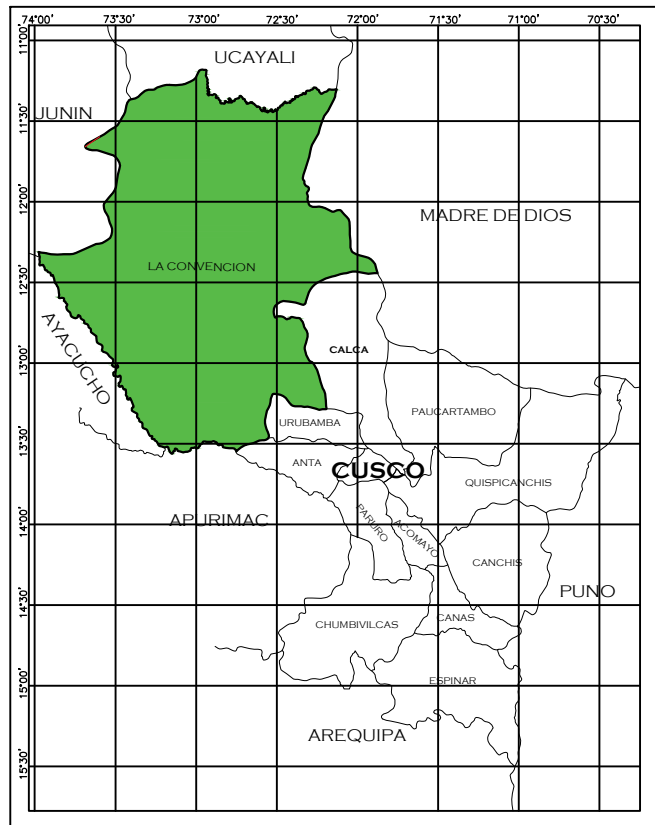 74°00' 73°30' 73°00' 72°30' 72°00' 71°30' 71°00' 70°30'
11°00'
UCAYALI
JUNIN
11°30'
12°00'
MADRE DE DIOS
LA CONVENCION
12°30'
AYACUCHO
13°00'
CALCA
PAUCARTAMBO
URUBAMBA
13°30'
ANTA
CUSCO
QUISPICANCHIS
APURIMAC
14°00'
PARURO
ACOMAYO
CANCHIS
PUNO
14°30'
CHUMBIVILCAS
CANAS
ESPINAR
15°00'
AREQUIPA
15°30'